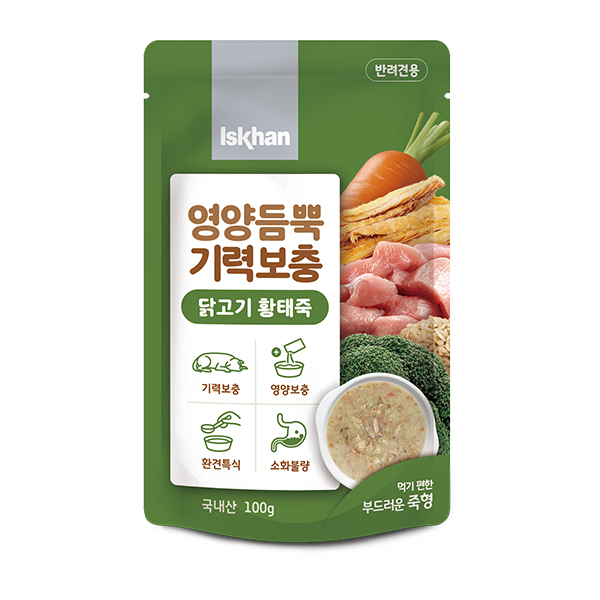 반려견용
Iskhan
영양듬뿍
기력보충
닭고기 황태죽
기력보충
영양보충
환견특식
소화불량
국내산 100g
먹기 편한
부드러운 죽형